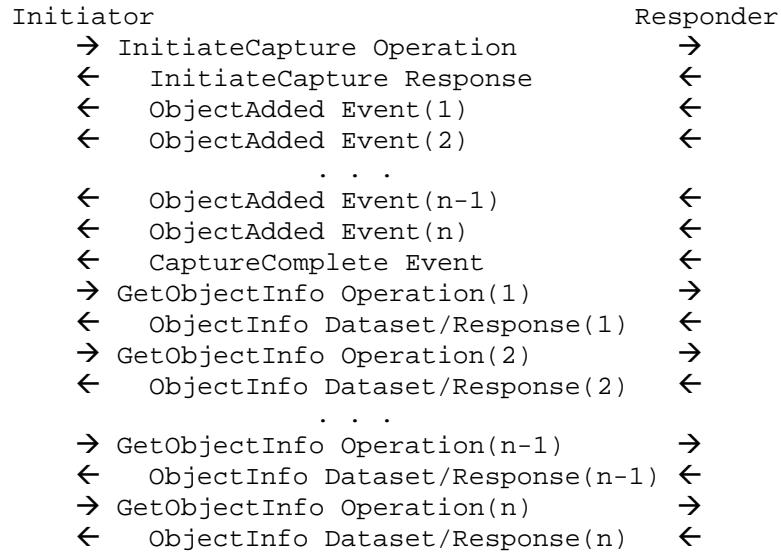 Initiator Responder
→ InitiateCapture Operation →
← InitiateCapture Response ←
← ObjectAdded Event(1) ←
← ObjectAdded Event(2) ←
. . .
← ObjectAdded Event(n-1) ←
← ObjectAdded Event(n) ←
← CaptureComplete Event ←
→ GetObjectInfo Operation(1) →
← ObjectInfo Dataset/Response(1) ←
→ GetObjectInfo Operation(2) →
← ObjectInfo Dataset/Response(2) ←
. . .
→ GetObjectInfo Operation(n-1) →
← ObjectInfo Dataset/Response(n-1) ←
→ GetObjectInfo Operation(n) →
← ObjectInfo Dataset/Response(n) ←